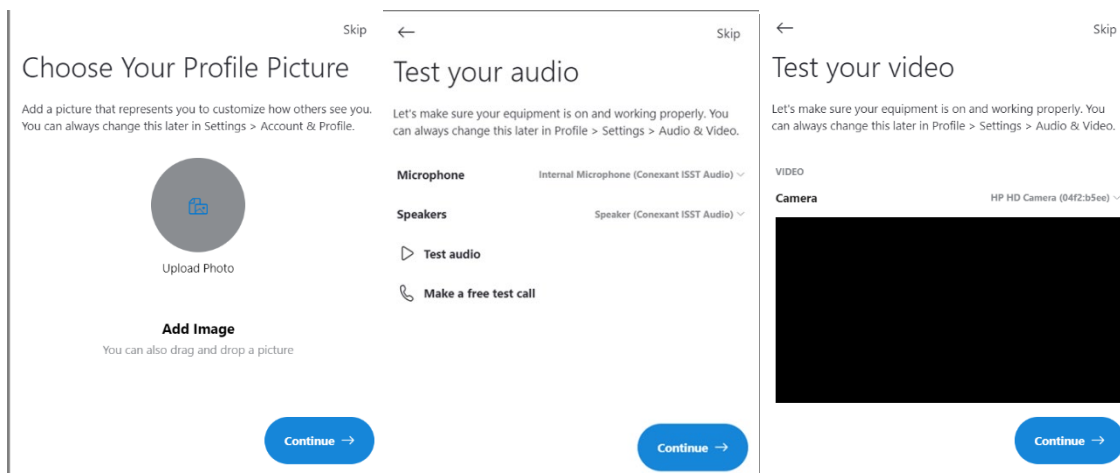 Skip
Choose Your Profile Picture
Add a picture that represents you to customize how others see you.
You can always change this later in Settings > Account & Profile.
Upload Photo
Add Image
You can also drag and drop a picture
Continue →
← Skip
Test your audio
Let's make sure your equipment is on and working properly. You
can always change this later in Profile > Settings > Audio & Video.
Microphone Internal Microphone (Conexant ISST Audio)
Speakers Speaker (Conexant ISST Audio)
Test audio
Make a free test call
Continue →
← Skip
Test your video
Let's make sure your equipment is on and working properly. You
can always change this later in Profile > Settings > Audio & Video.
VIDEO
Camera HP HD Camera (04f2:b5ee)
Continue →